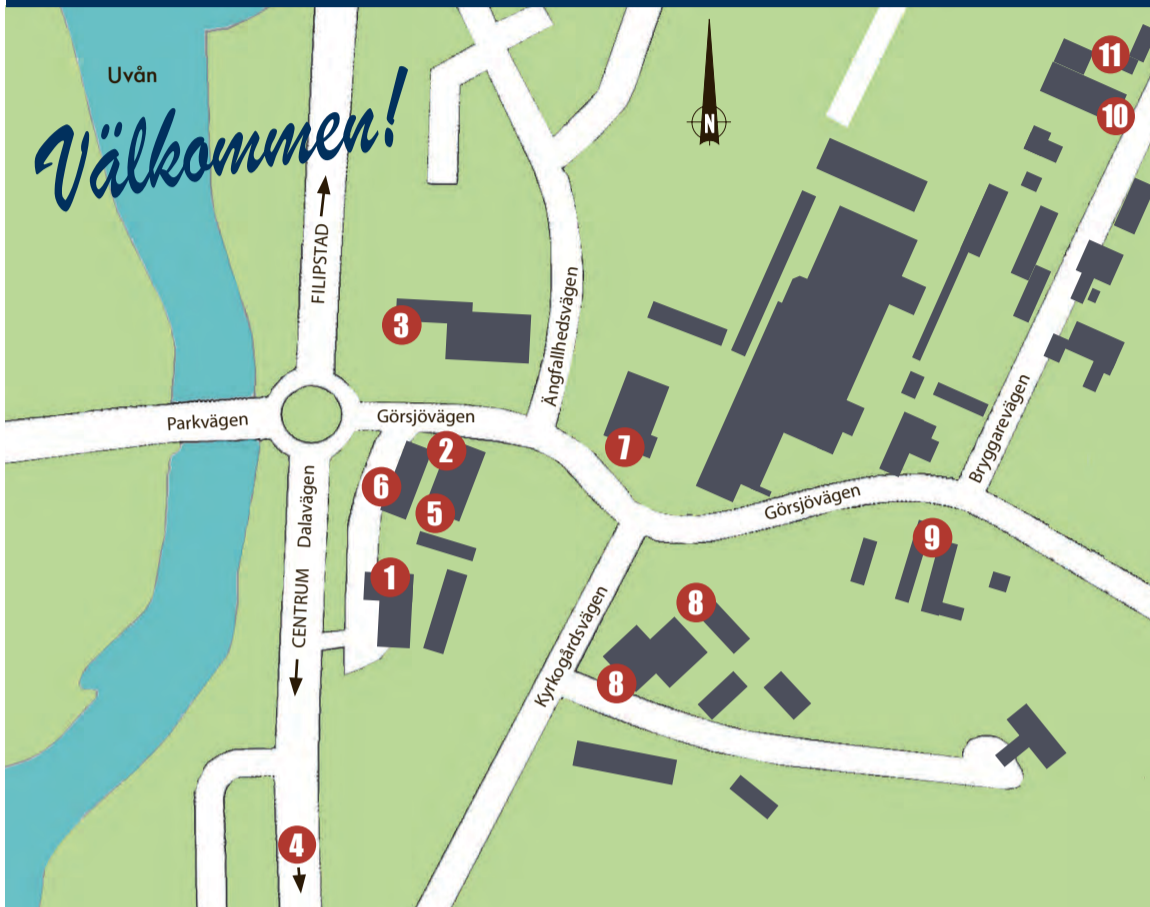 Uvån
Välkommen!
N
11
10
FILIPSTAD
3
Ängfallhedsvägen
Parkvägen
Görsjövägen
Bryggarevägen
2
7
6
5
Görsjövägen
CENTRUM Dalavägen
9
1
8
Kyrkogårdsvägen
8
4